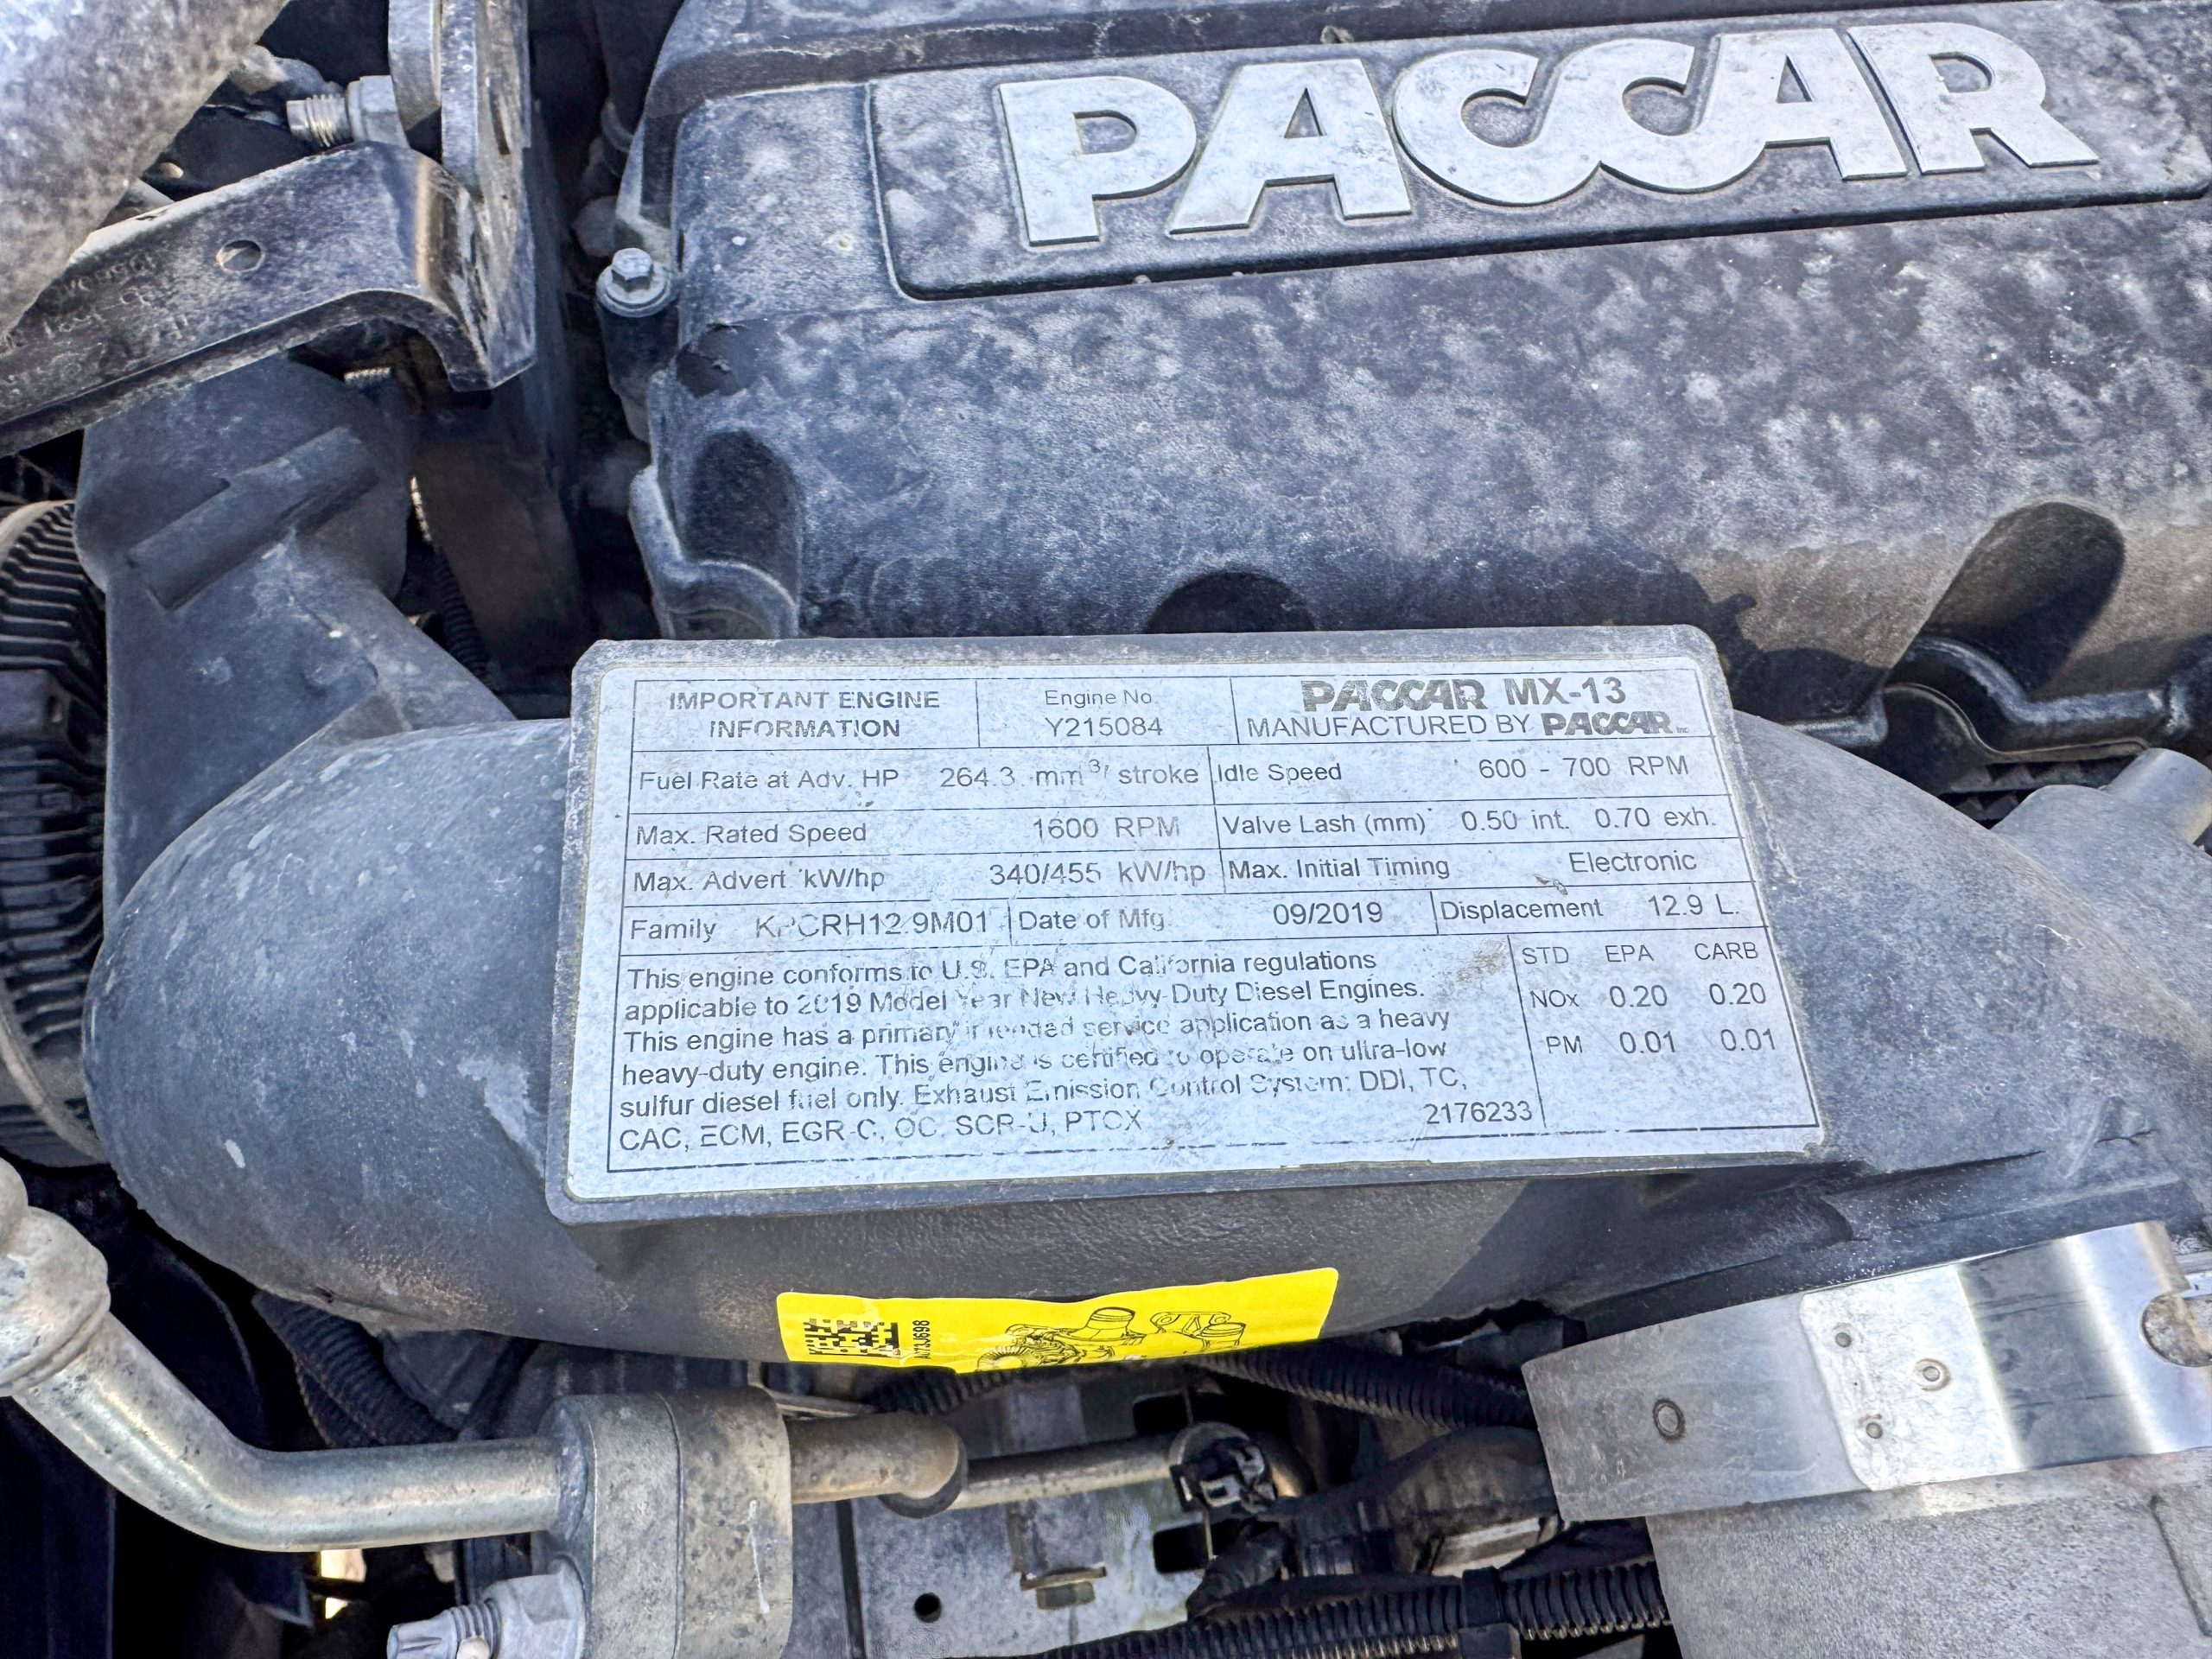 PACCAR
IMPORTANT ENGINE
INFORMATION
Engine No
Y215084
PACCAR MX-13
MANUFACTURED BY PACCAR Inc
Fuel Rate at Adv. HP 264.3 mm3/ stroke
Idle Speed 600 - 700 RPM
Max. Rated Speed 1600 RPM
Valve Lash (mm) 0.50 int. 0.70 exh.
Max. Advert kW/hp 340/455 kW/hp
Max. Initial Timing Electronic
Family KPCRH12.9M01
Date of Mfg 09/2019
Displacement 12.9 L.
This engine conforms to U.S. EPA and California regulations
applicable to 2019 Model Year New Heavy-Duty Diesel Engines.
This engine has a primary intended service application as a heavy
heavy-duty engine. This engine is certified to operate on ultra-low
sulfur diesel fuel only. Exhaust Emission Control System: DDI, TC,
CAC, ECM, EGR-C, OC, SCR-U, PTOX
2176233
STD EPA CARB
NOx 0.20 0.20
PM 0.01 0.01